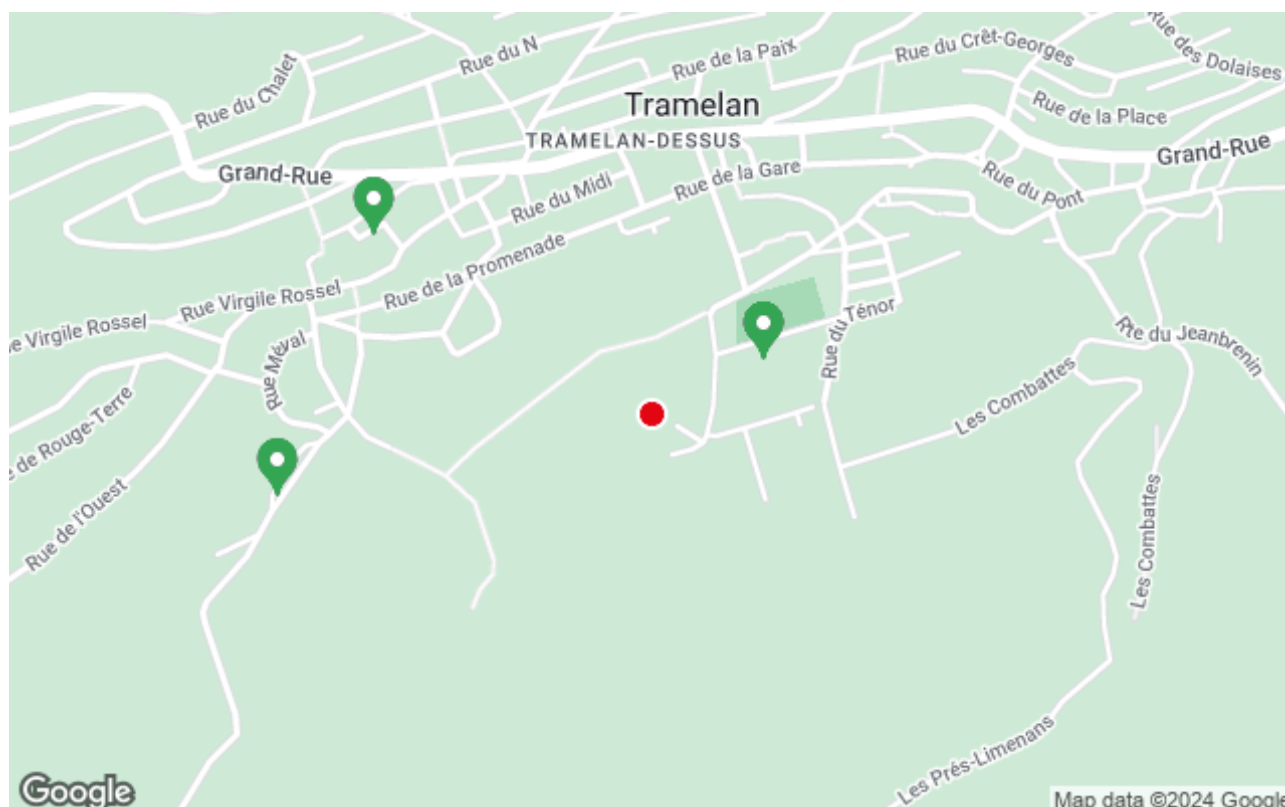 Rue du N
Rue de la Paix
Rue du Crêt-Georges
Rue des Dolaises
Rue du Chalet
Tramelan
Rue de la Place
TRAMELAN-DESSUS
Grand-Rue
Grand-Rue
Rue de la Gare
Rue du Midi
Rue du Pont
Rue de la Promenade
Rue Virgile Rossel
e Virgile Rossel
Rue du Ténor
Rte du Jeanbrenin
Rue Méval
Rue du Ténor
Les Combattes
e de Rouge-Terre
Rue de l'Ouest
Les Combattes
Les Prés-Limenans
Google
Map data ©2024 Google